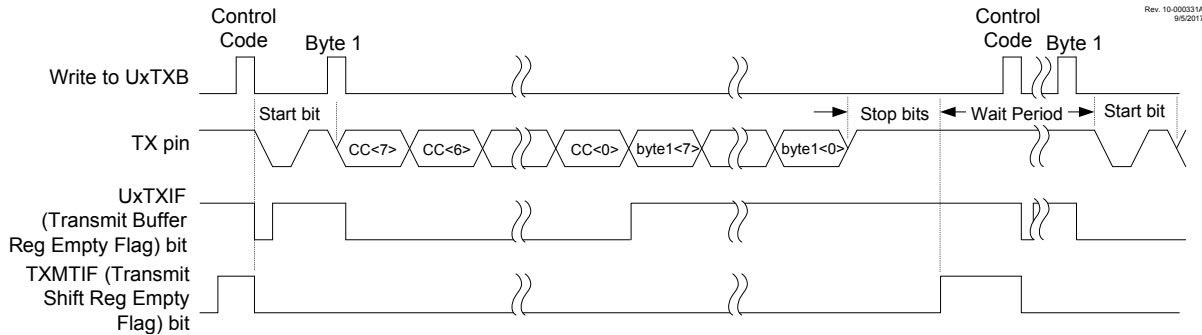 Rev. 10-000331A
9/5/2017
Control
Code
Byte 1
Control
Code
Byte 1
Write to UxTXB
Start bit
Stop bits
Wait Period
Start bit
TX pin
CC<7>
CC<6>
CC<0>
byte1<7>
byte1<0>
UxTXIF
(Transmit Buffer
Reg Empty Flag) bit
TXMTIF (Transmit
Shift Reg Empty
Flag) bit